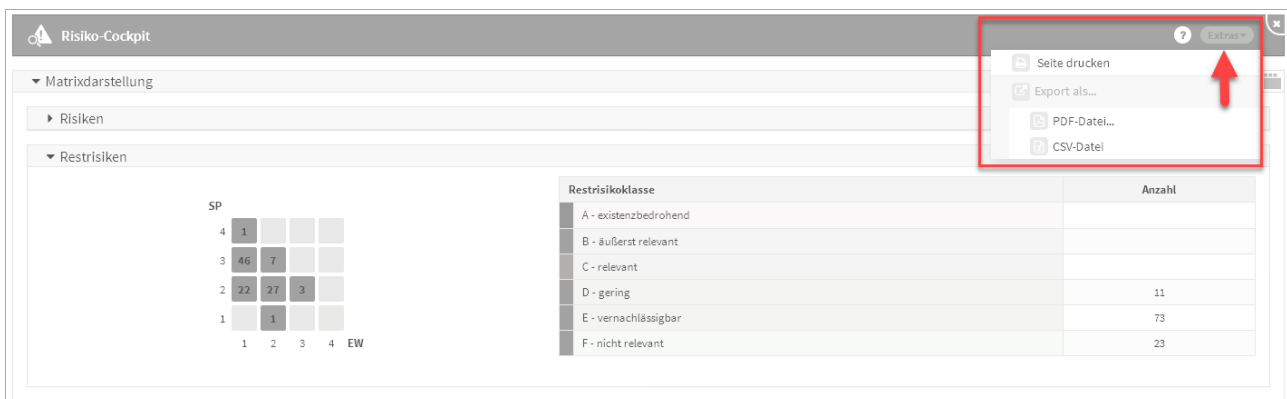 Risiko-Cockpit
? Extras
Seite drucken
Export als...
PDF-Datei...
CSV-Datei
Matrixdarstellung
Risiken
Restrisiken
SP
4 1
3 46 7
2 22 27 3
1 1
1 2 3 4 EW
Restrisikoklasse Anzahl
A - existenzbedrohend
B - äußerst relevant
C - relevant
D - gering 11
E - vernachlässigbar 73
F - nicht relevant 23